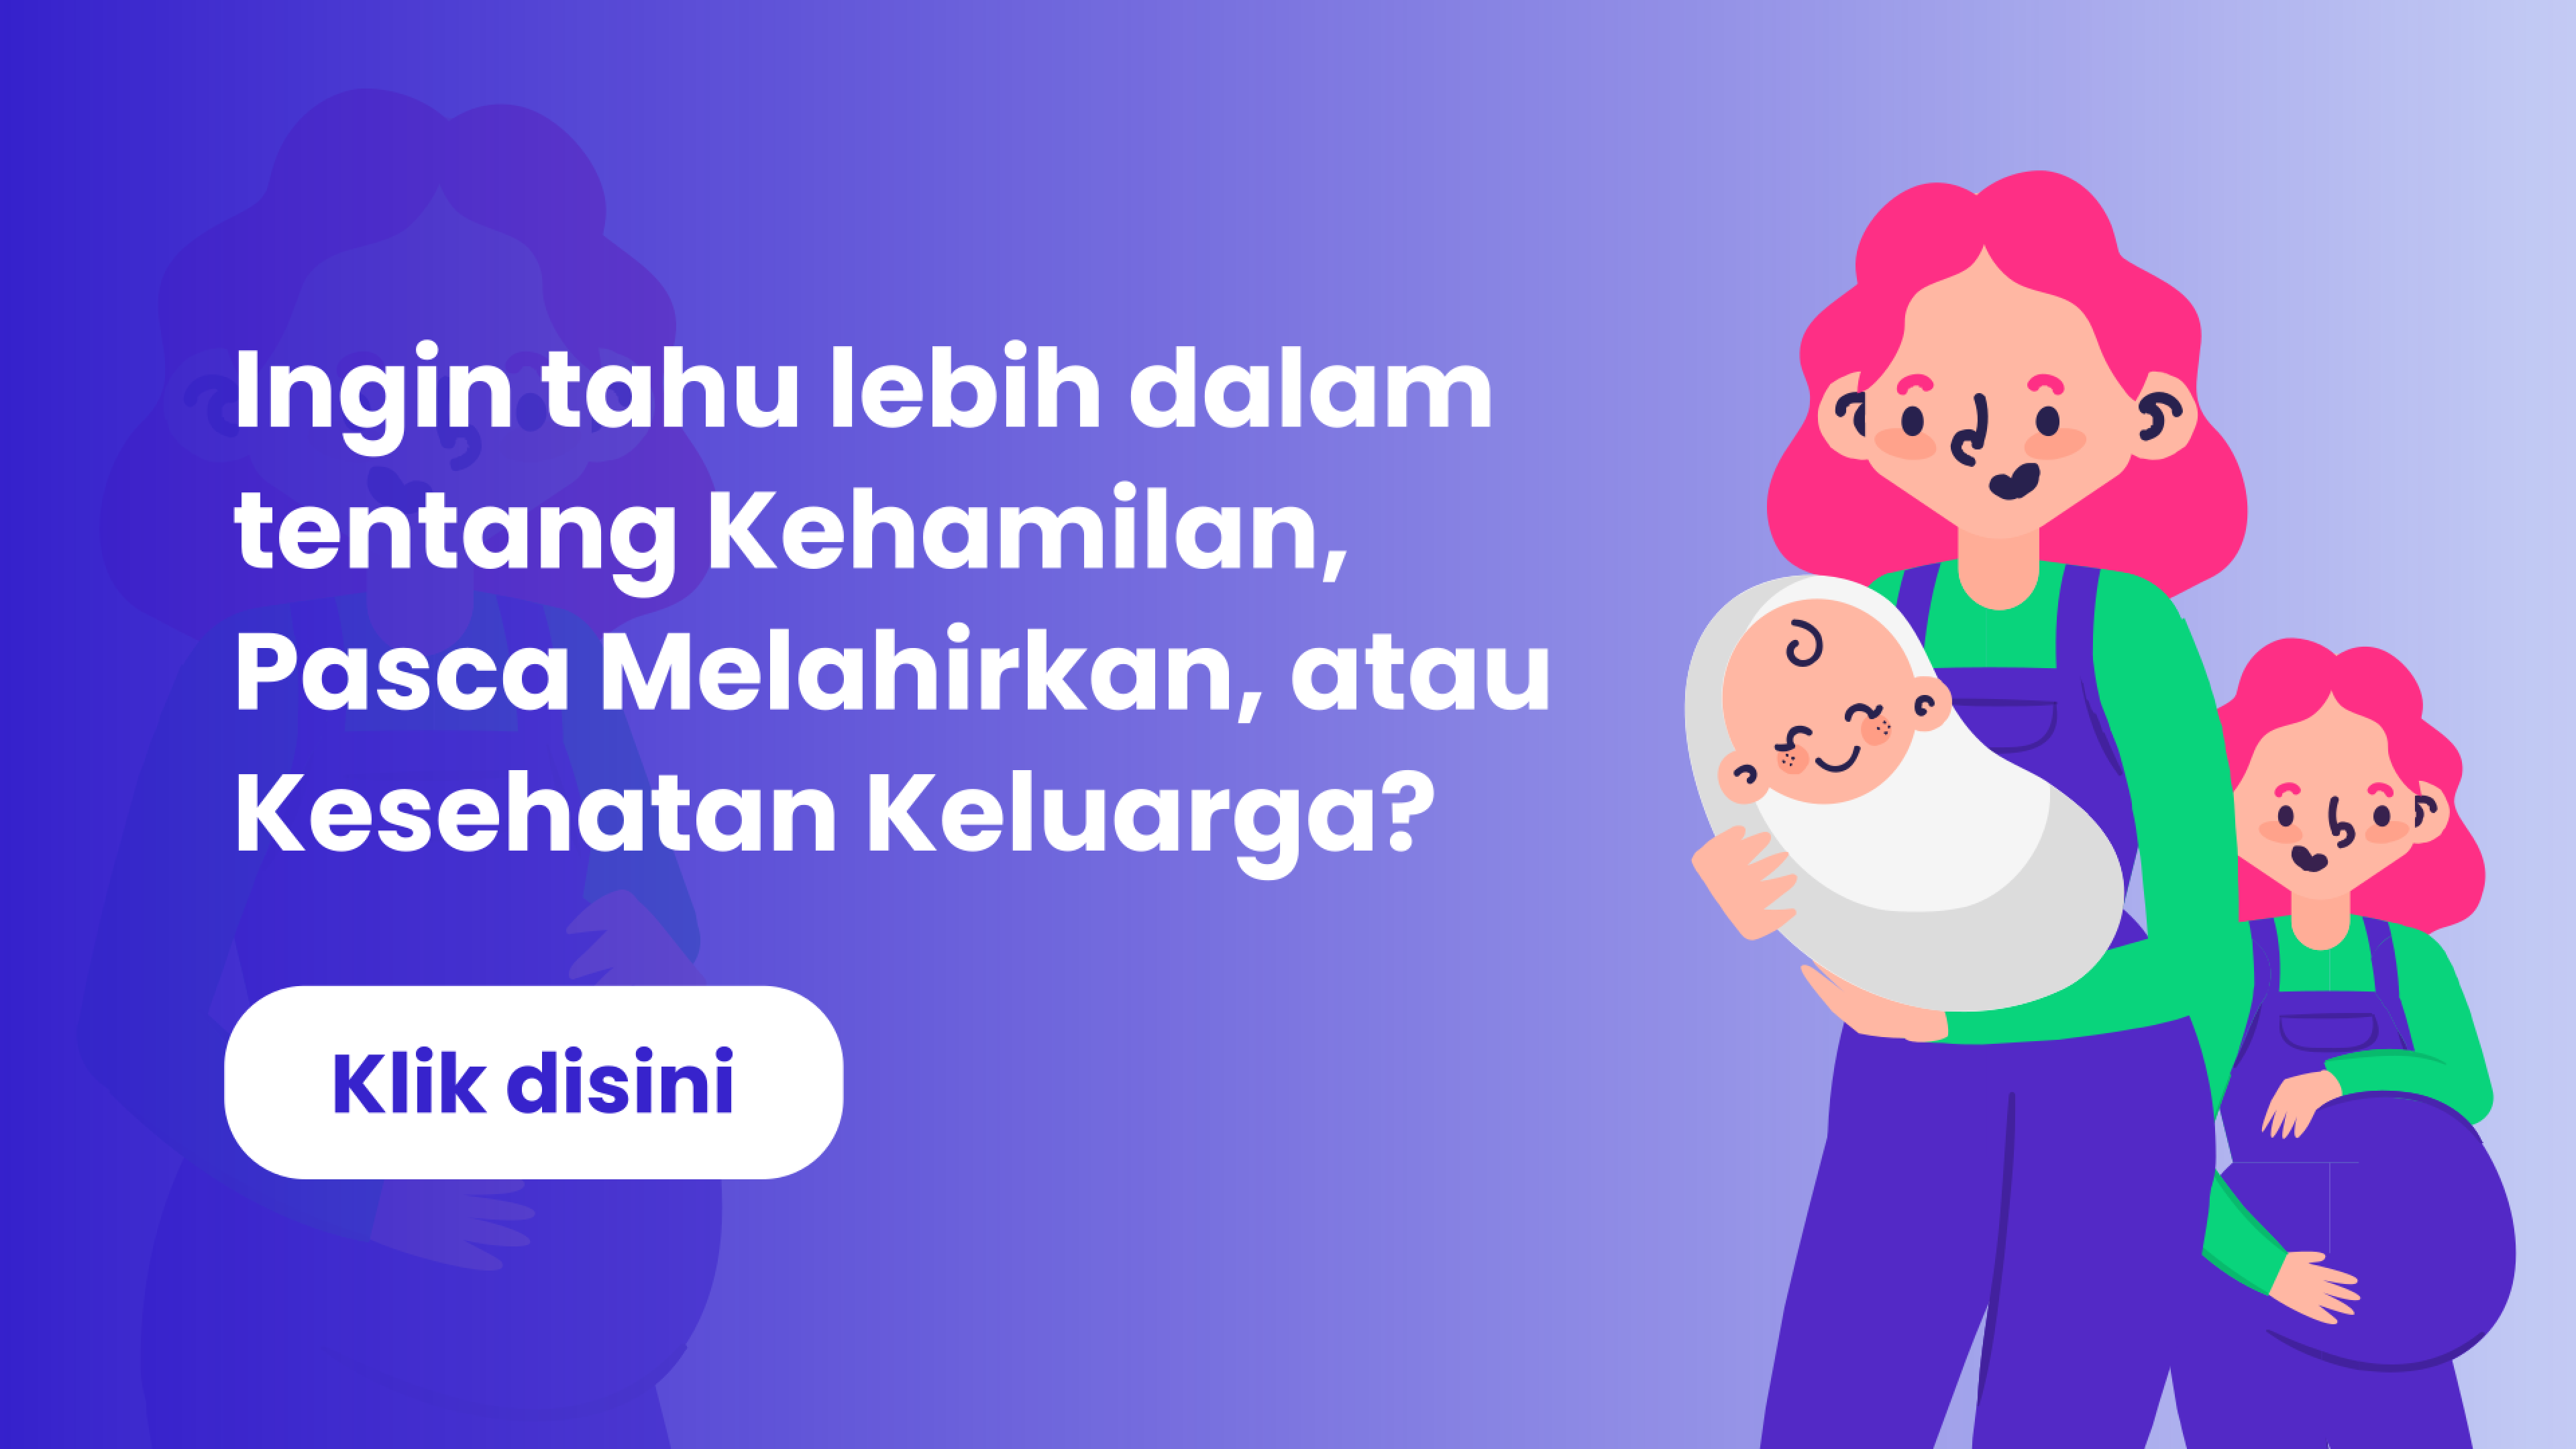 Ingin tahu lebih dalam
tentang Kehamilan,
Pasca Melahirkan, atau
Kesehatan Keluarga?
Klik disini